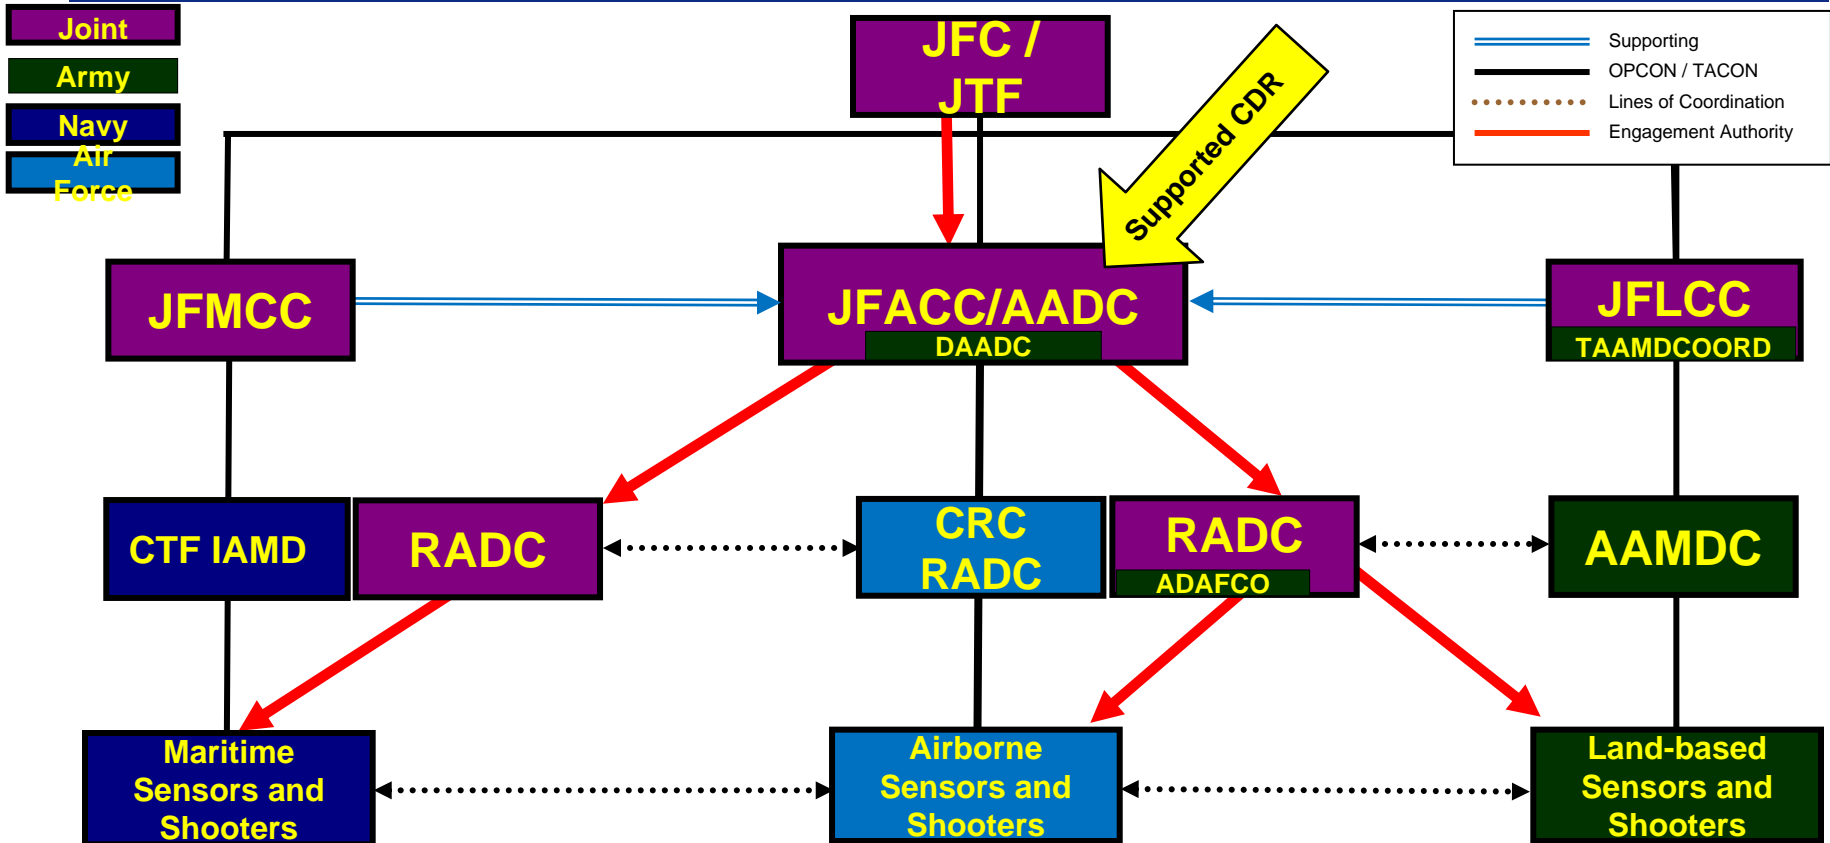 Joint
Army
Navy
Air
Force
JFC /
JTF
Supported CDR
Supporting
OPCON / TACON
Lines of Coordination
Engagement Authority
JFMCC
JFACC/AADC
DAADC
JFLCC
TAAMDCOORD
CTF IAMD
RADC
CRC
RADC
RADC
ADAFCO
AAMDC
Maritime
Sensors and
Shooters
Airborne
Sensors and
Shooters
Land-based
Sensors and
Shooters